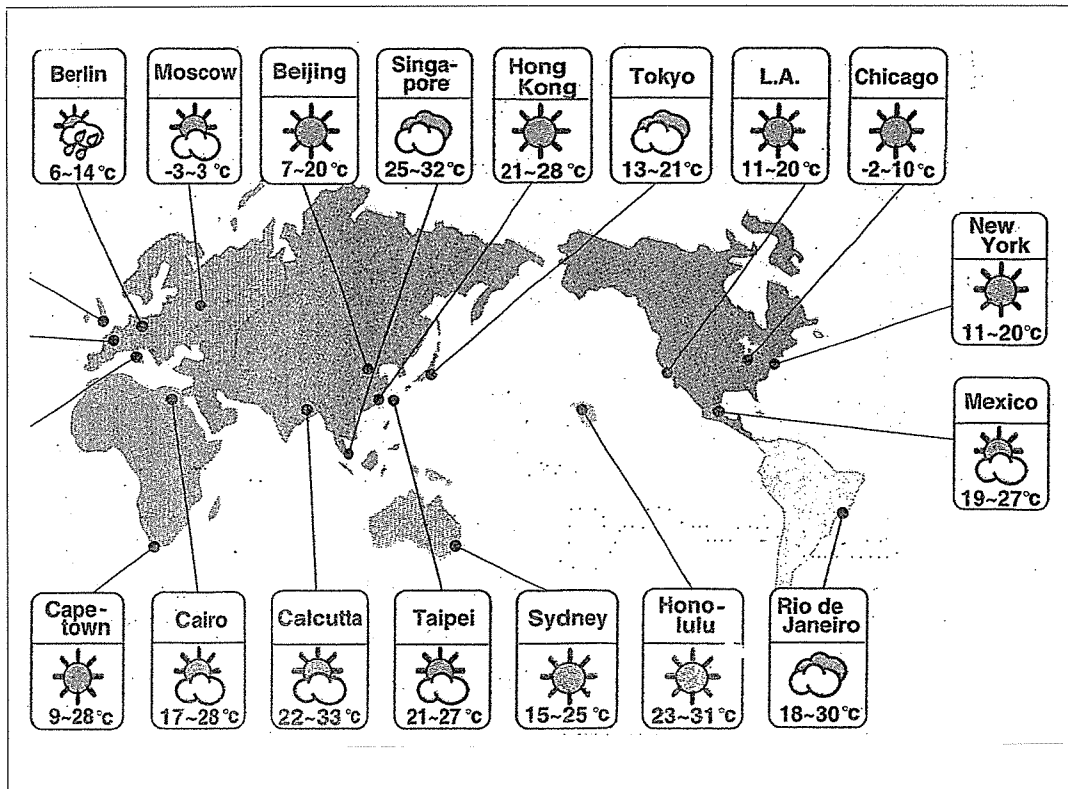 Berlin
6~14°c
Moscow
-3~3°c
Beijing
7~20°c
Singa-
pore
25~32°c
Hong
Kong
21~28°c
Tokyo
13~21°c
L.A.
11~20°c
Chicago
-2~10°c
New
York
11~20°c
Mexico
19~27°c
Cape-
town
9~28°c
Cairo
17~28°c
Calcutta
22~33°c
Taipei
21~27°c
Sydney
15~25°c
Hono-
lulu
23~31°c
Rio de
Janeiro
18~30°c